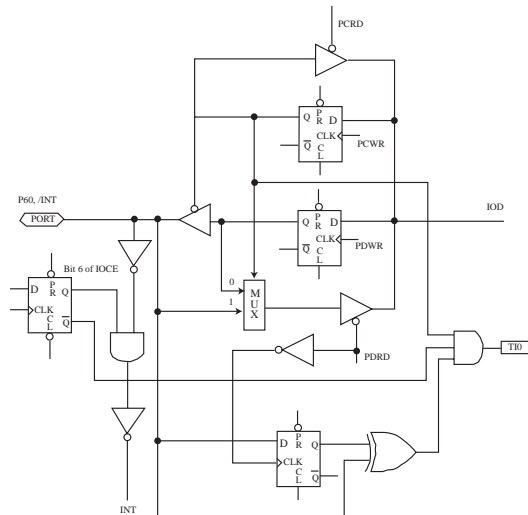 PCRD
P
Q R D
CLK
Q C
L
PCWR
P60, /INT
PORT
P
Q R D
CLK
Q C
L
PDWR
IOD
Bit 6 of IOCE
P
D R Q
CLK
C Q
L
0
1
M
U
X
PDRD
TI0
P
D R Q
CLK
C Q
L
INT